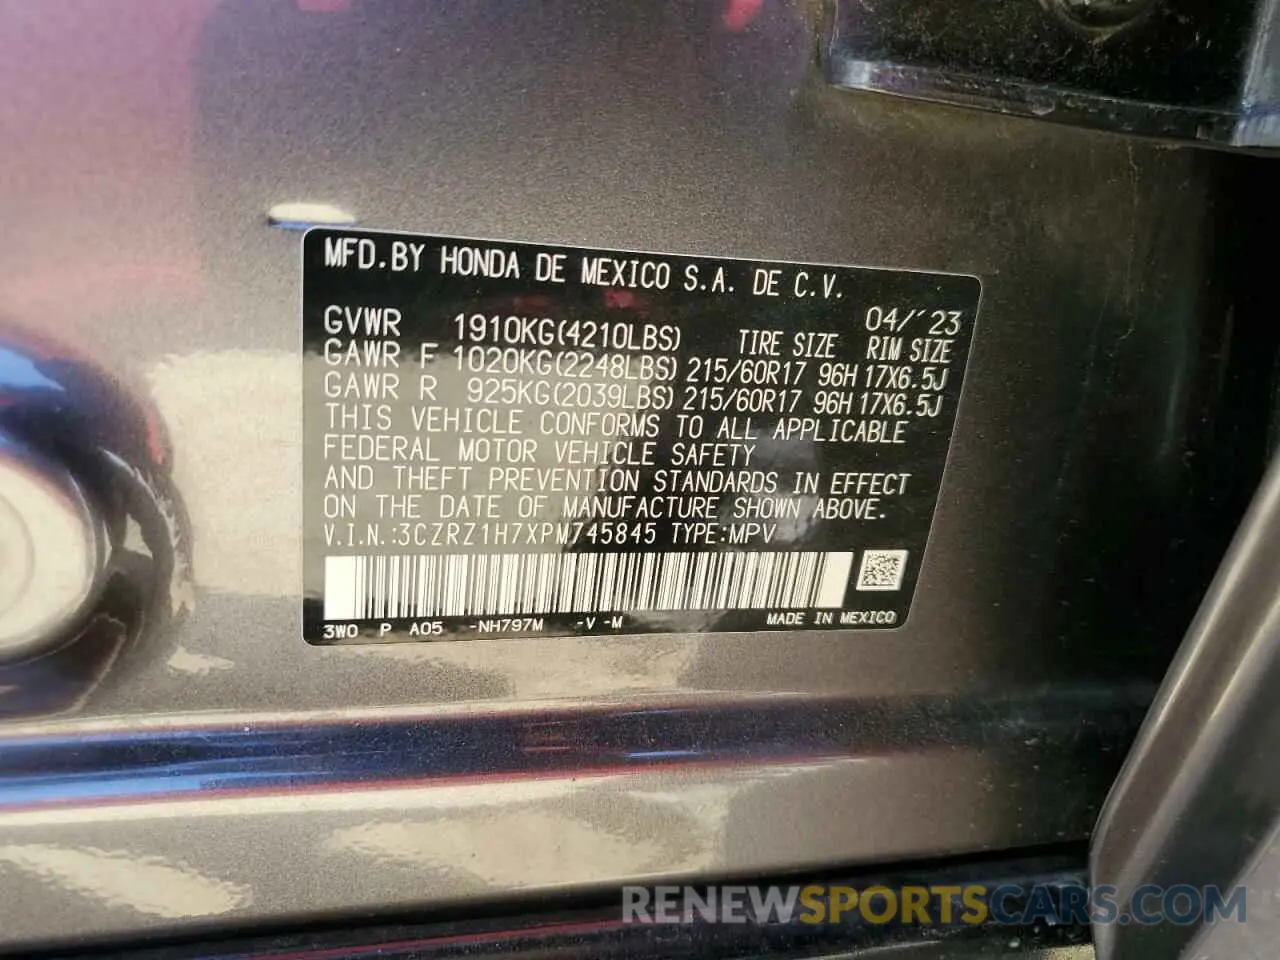 MFD.BY HONDA DE MEXICO S.A. DE C.V.
04/'23
GVWR 1910KG(4210LBS) TIRE SIZE RIM SIZE
GAWR F 1020KG(2248LBS) 215/60R17 96H 17X6.5J
GAWR R 925KG(2039LBS) 215/60R17 96H 17X6.5J
THIS VEHICLE CONFORMS TO ALL APPLICABLE
FEDERAL MOTOR VEHICLE SAFETY
AND THEFT PREVENTION STANDARDS IN EFFECT
ON THE DATE OF MANUFACTURE SHOWN ABOVE.
V.I.N.:3CZRZ1H7XPM745845 TYPE:MPV
3W0 P A05 -NH797M -V -M MADE IN MEXICO
RENEWSPORTSCARS.COM